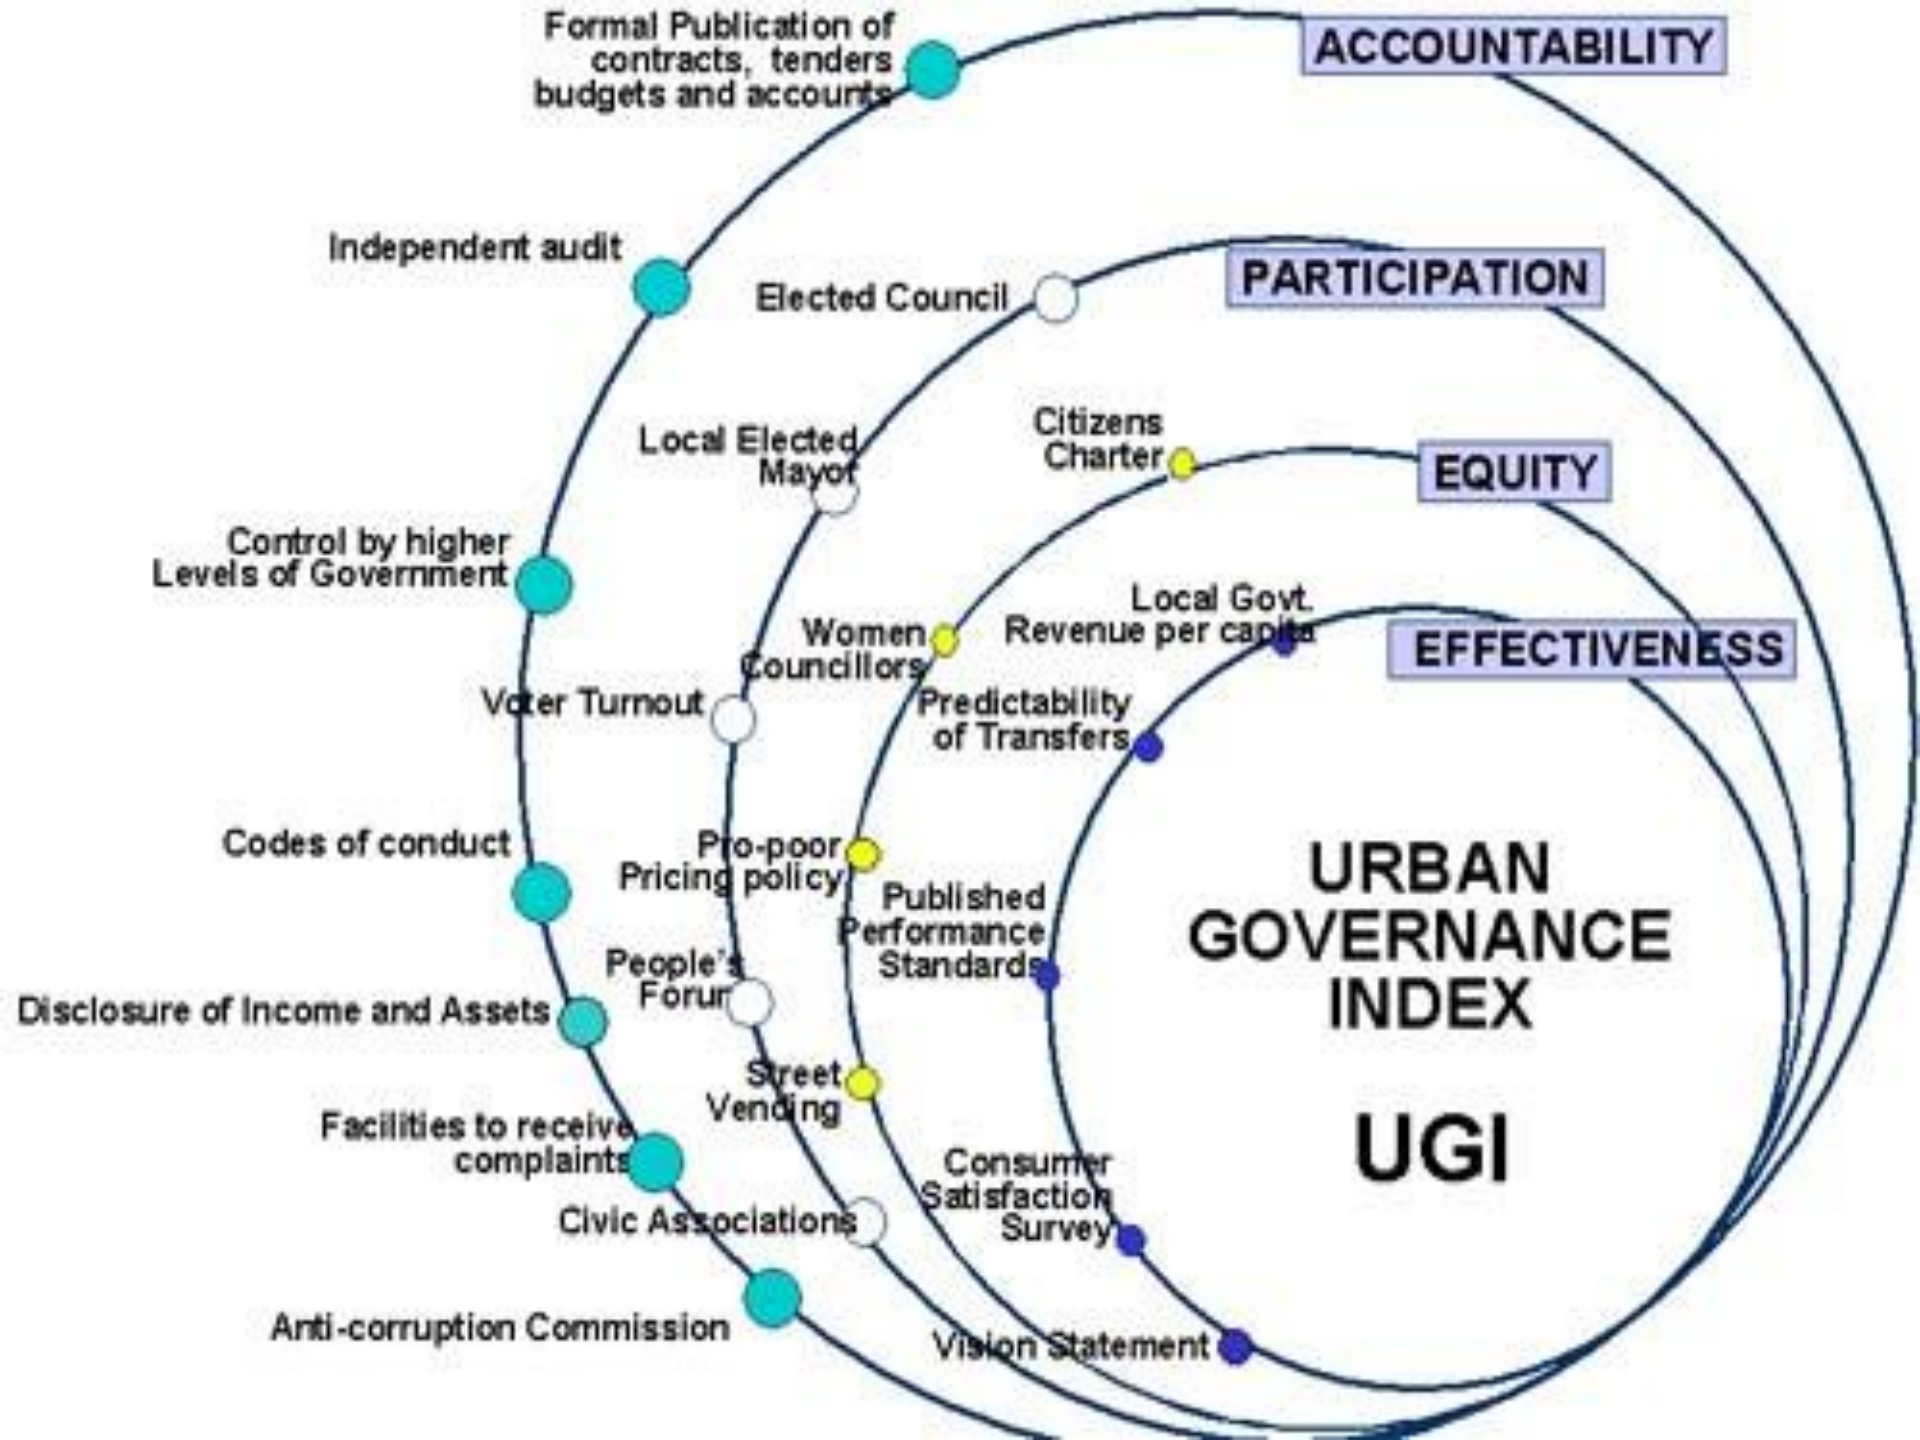 Formal Publication of
contracts, tenders
budgets and accounts
ACCOUNTABILITY
Independent audit
Elected Council
PARTICIPATION
Local Elected
Mayor
Citizens
Charter
EQUITY
Control by higher
Levels of Government
Women
Councillors
Local Govt.
Revenue per capita
EFFECTIVENESS
Voter Turnout
Predictability
of Transfers
Codes of conduct
Pro-poor
Pricing policy
Published
Performance
Standards
URBAN
GOVERNANCE
INDEX
UGI
People's
Forum
Disclosure of Income and Assets
Street
Vending
Facilities to receive
complaints
Consumer
Satisfaction
Survey
Civic Associations
Anti-corruption Commission
Vision Statement